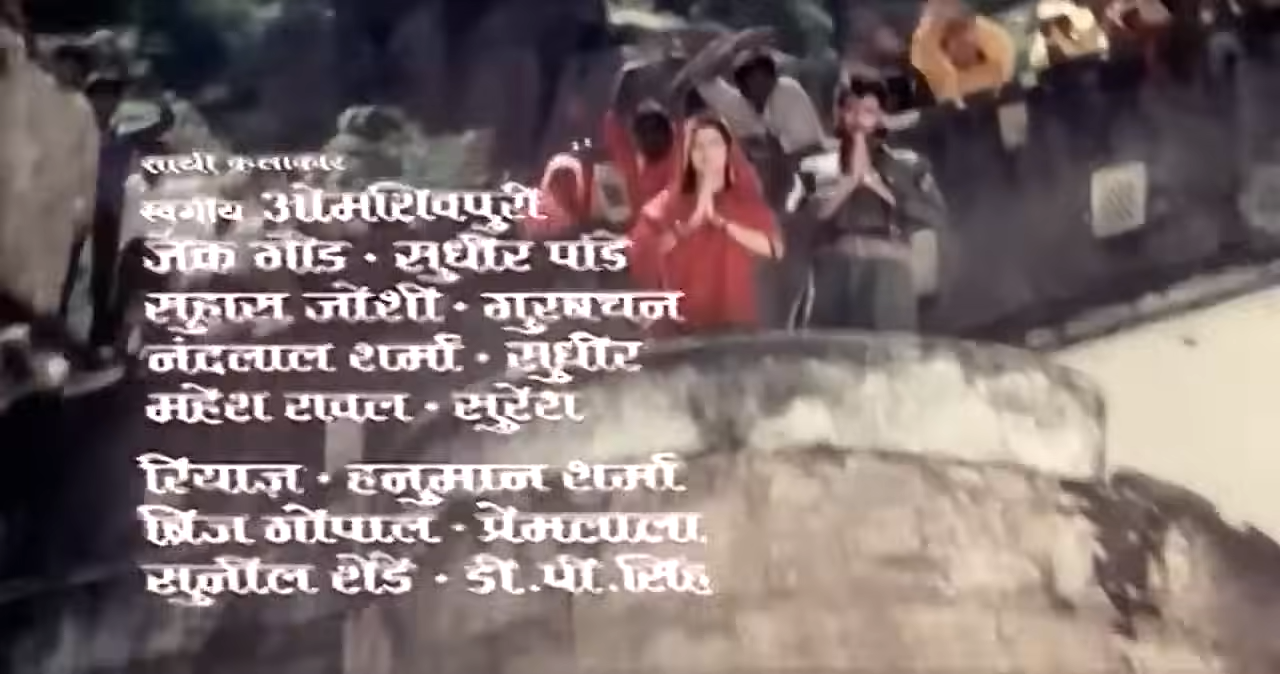 साथी कलाकार
स्वर्गीय ओमशिवपुरी
जैक गौड · सुधीर पांडे
सुहास जोशी · गुरबचन
नंदलाल शर्मा · सुधीर
महेश रावल · सुरेश
रियाज़ · हनुमान शर्मा
ब्रिज गोपाल · प्रेमलाला
सुनील शेंडे · डी.पी.सिंह